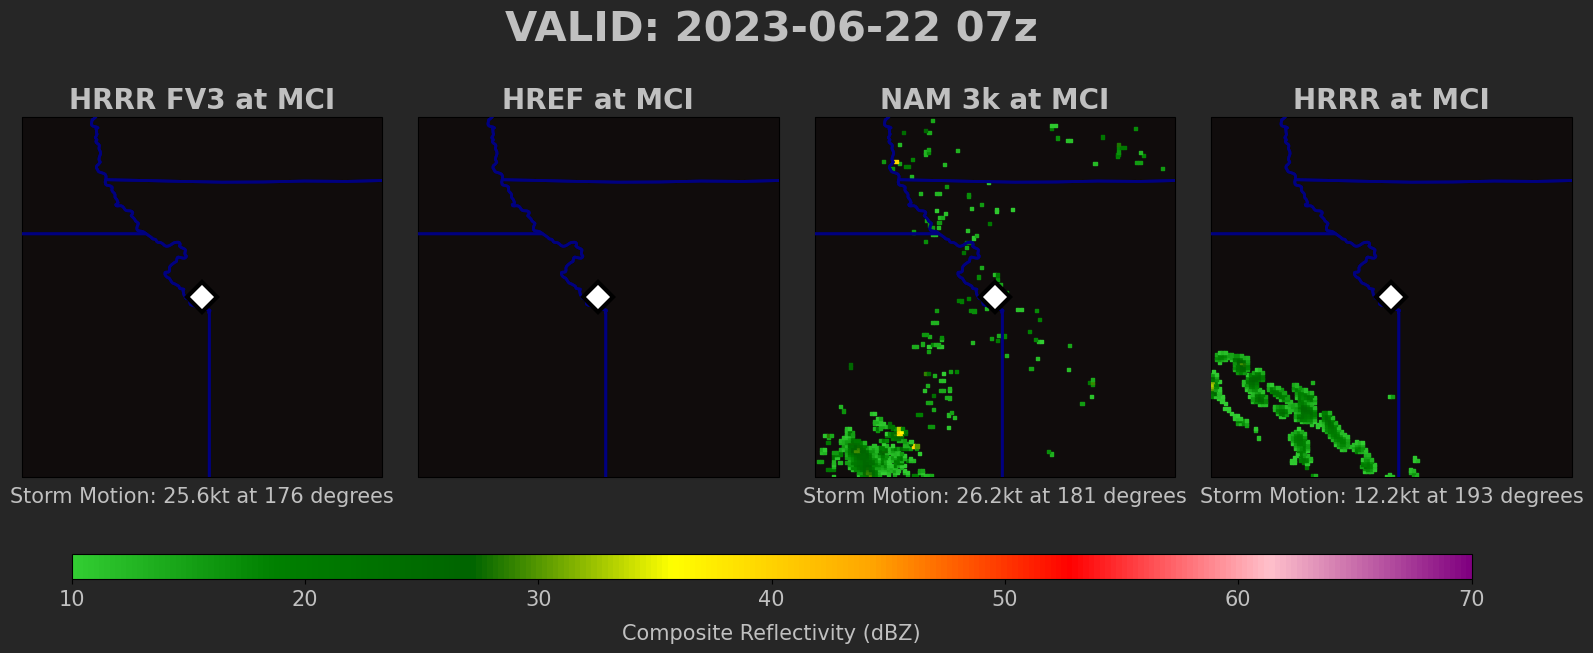 VALID: 2023-06-22 07z
HRRR FV3 at MCI
HREF at MCI
NAM 3k at MCI
HRRR at MCI
Storm Motion: 25.6kt at 176 degrees
Storm Motion: 26.2kt at 181 degrees
Storm Motion: 12.2kt at 193 degrees
10 20 30 40 50 60 70
Composite Reflectivity (dBZ)